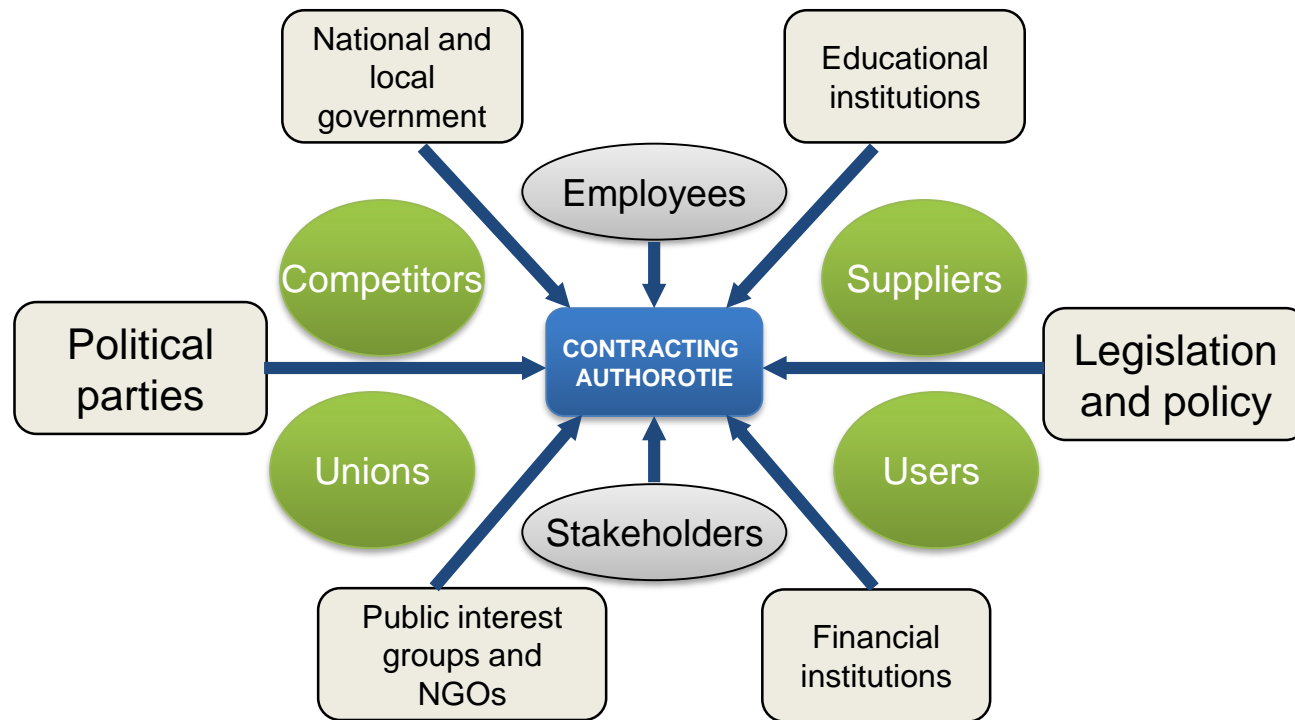 National and
local
government
Educational
institutions
Employees
Competitors
Suppliers
Political
parties
CONTRACTING
AUTHOROTIE
Legislation
and policy
Unions
Users
Stakeholders
Public interest
groups and
NGOs
Financial
institutions